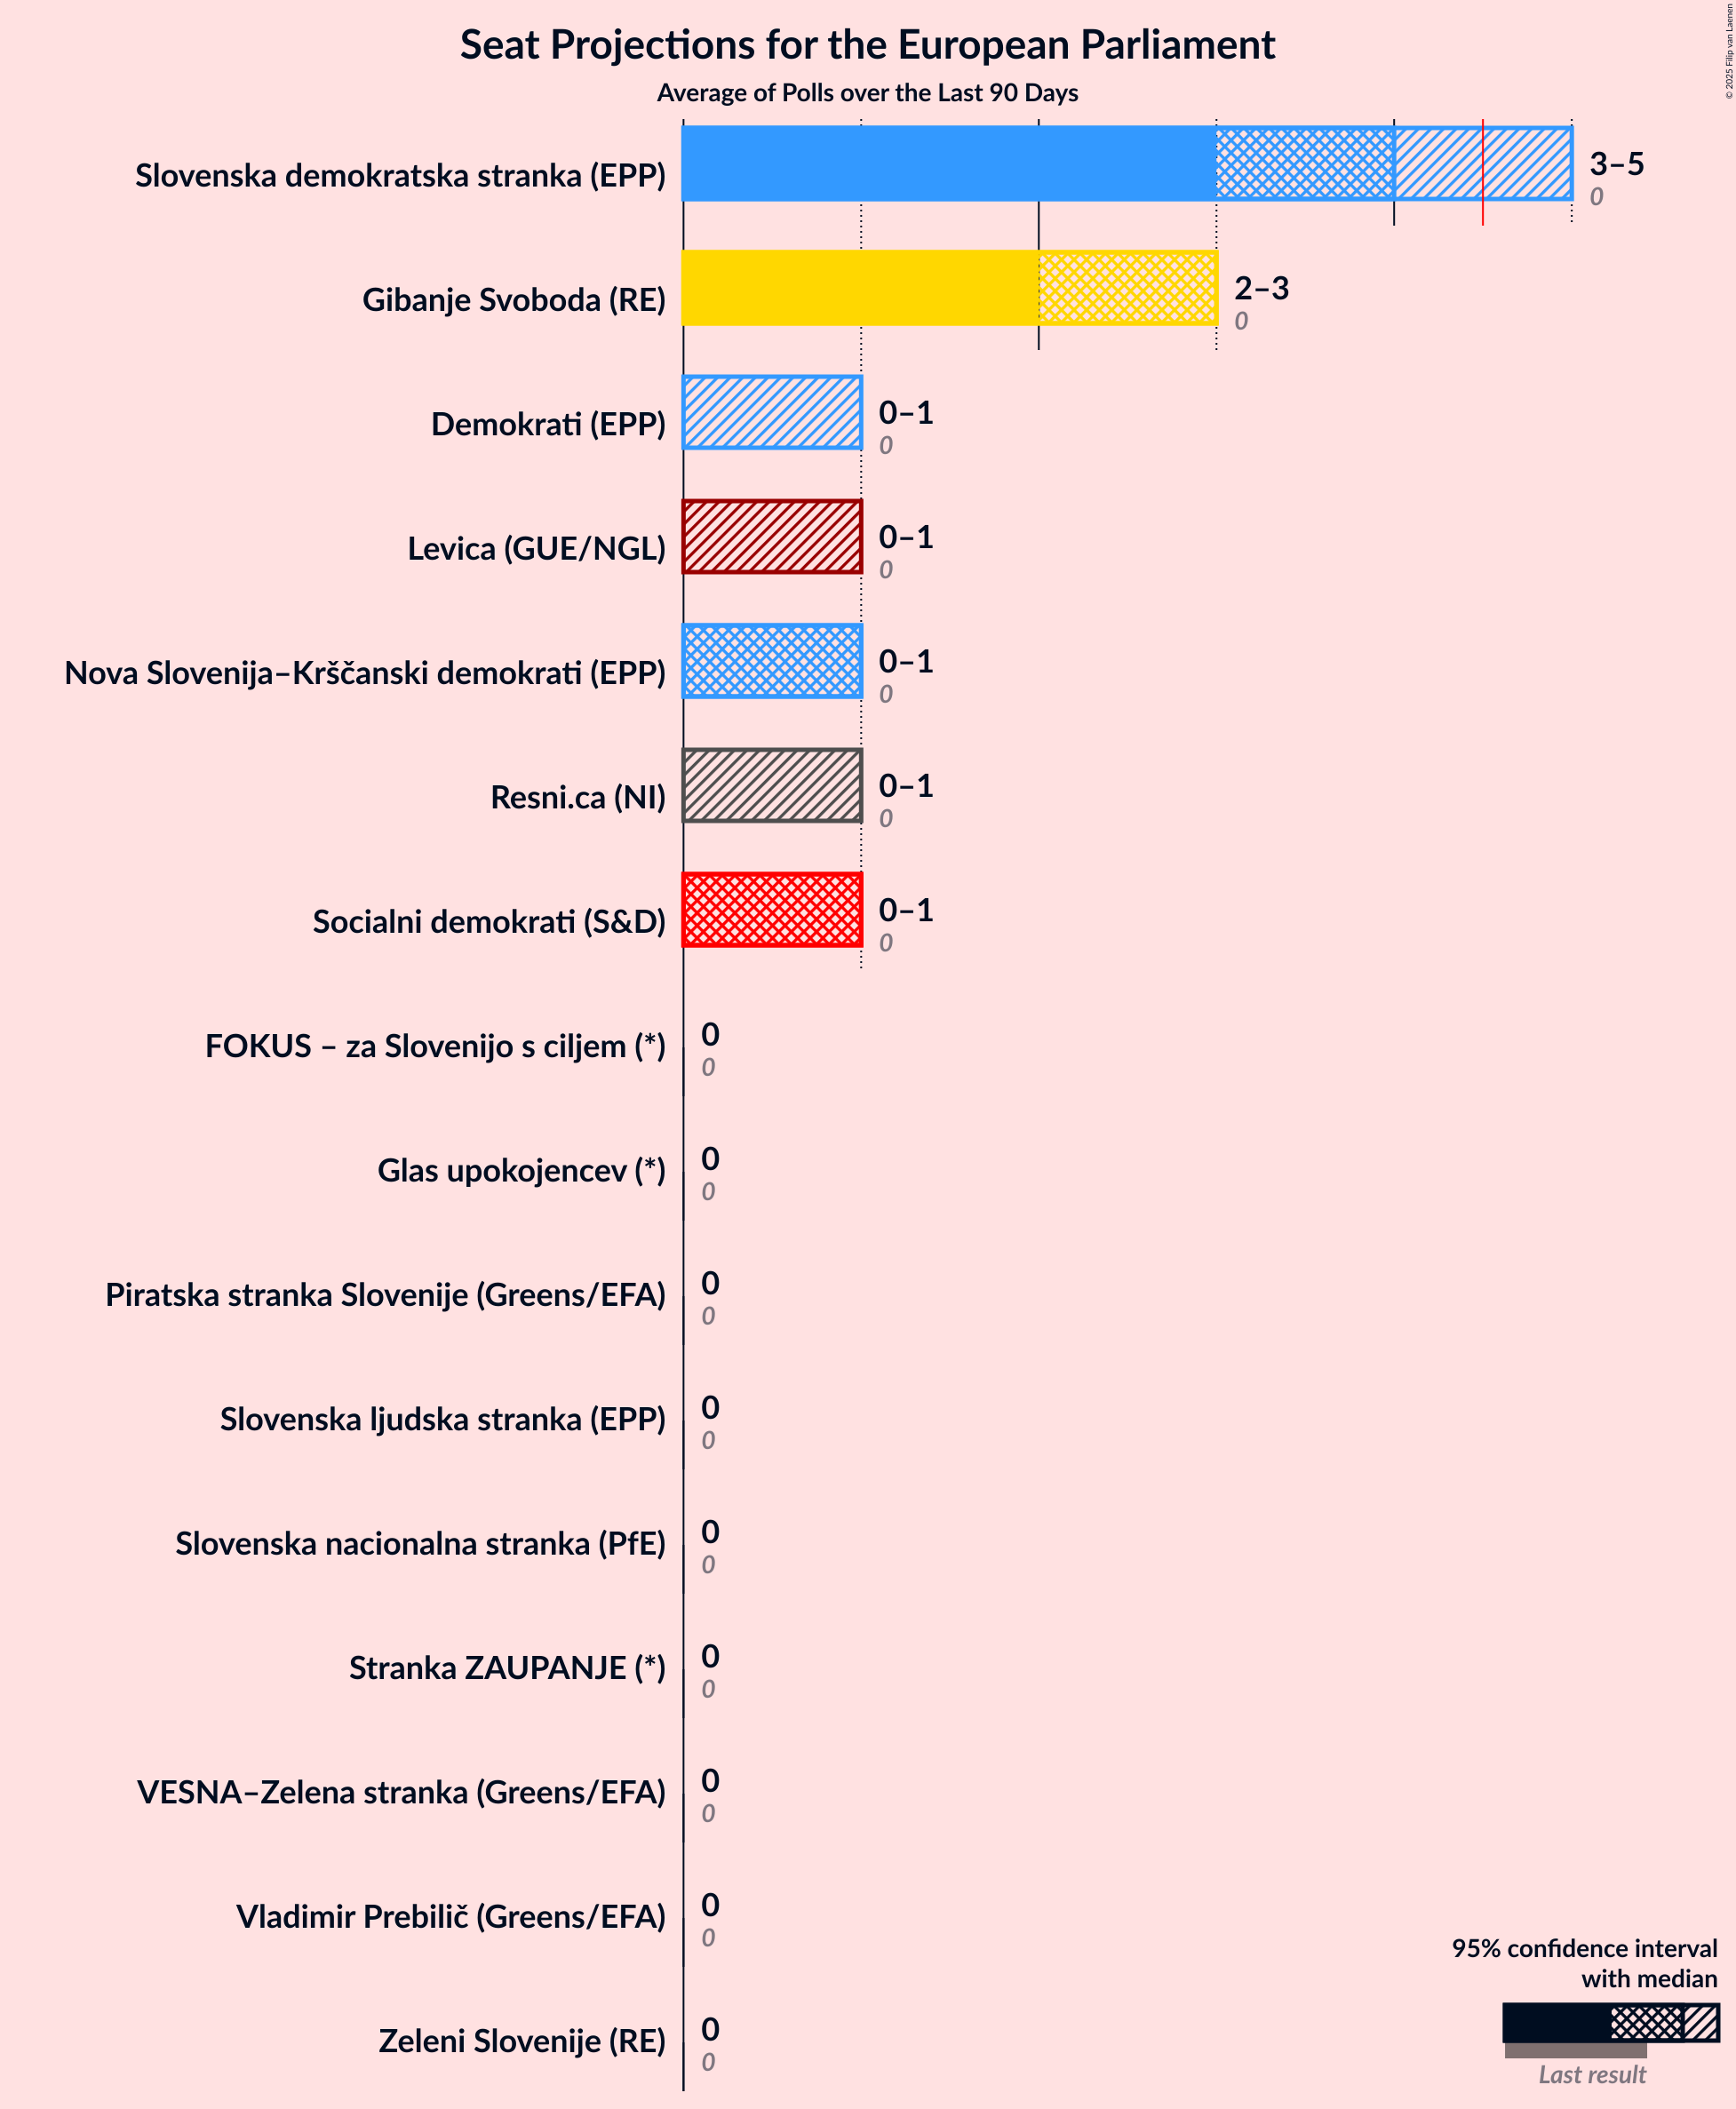 Seat Projections for the European Parliament
Average of Polls over the Last 90 Days
© 2025 Filip van Laenen
Slovenska demokratska stranka (EPP)
3–5
0
Gibanje Svoboda (RE)
2–3
0
Demokrati (EPP)
0–1
0
Levica (GUE/NGL)
0–1
0
Nova Slovenija–Krščanski demokrati (EPP)
0–1
0
Resni.ca (NI)
0–1
0
Socialni demokrati (S&D)
0–1
0
FOKUS – za Slovenijo s ciljem (*)
0
0
Glas upokojencev (*)
0
0
Piratska stranka Slovenije (Greens/EFA)
0
0
Slovenska ljudska stranka (EPP)
0
0
Slovenska nacionalna stranka (PfE)
0
0
Stranka ZAUPANJE (*)
0
0
VESNA–Zelena stranka (Greens/EFA)
0
0
Vladimir Prebilič (Greens/EFA)
0
0
Zeleni Slovenije (RE)
0
0
95% confidence interval
with median
Last result